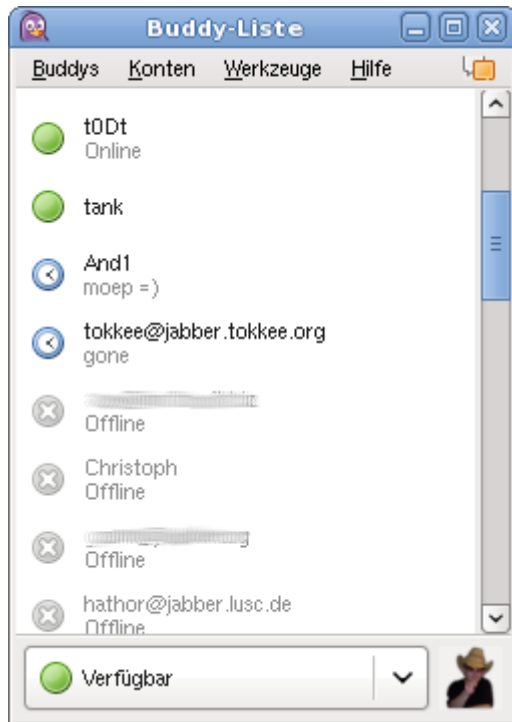 Buddy-Liste
Buddys Konten Werkzeuge Hilfe
t0Dt
Online
tank
And1
moep =)
tokkee@jabber.tokkee.org
gone
Offline
Christoph
Offline
Offline
hathor@jabber.lusc.de
Offline
Verfügbar